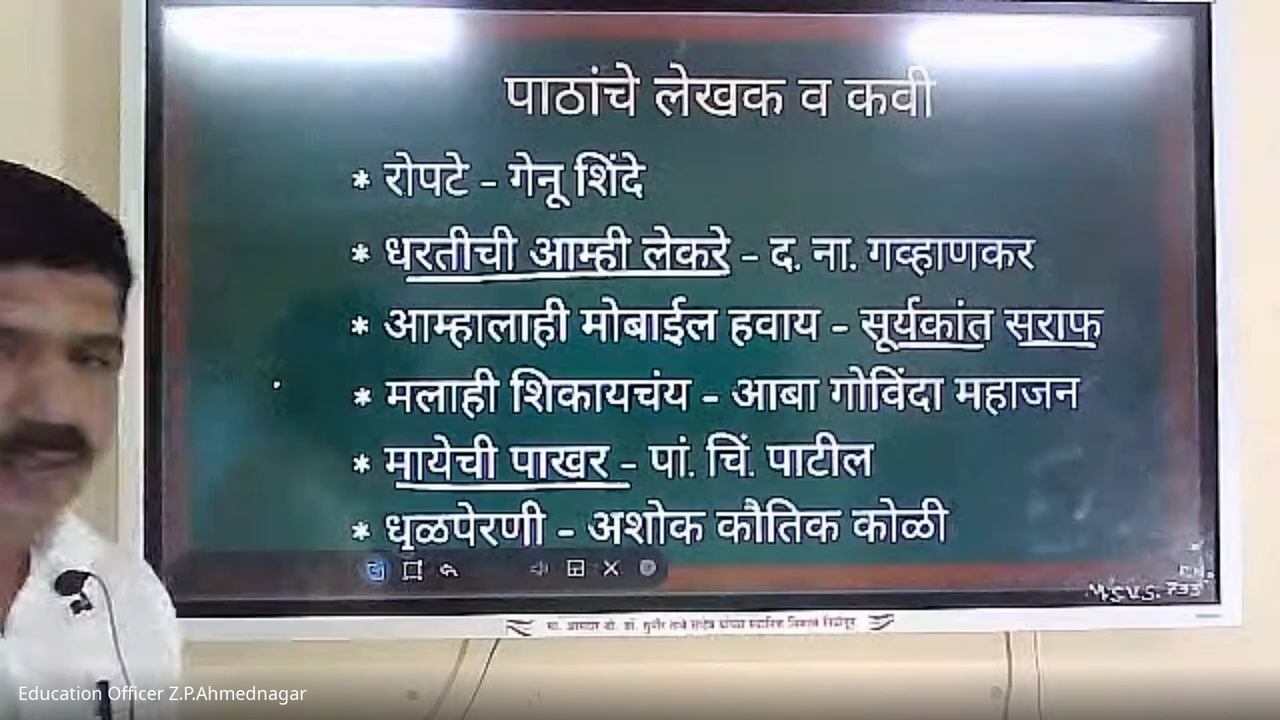 पाठांचे लेखक व कवी
* रोपटे - गेनू शिंदे
* धरतीची आम्ही लेकरे - द. ना. गव्हाणकर
* आम्हालाही मोबाईल हवाय - सूर्यकांत सराफ
* मलाही शिकायचंय - आबा गोविंदा महाजन
* मायेची पाखर - पां. चिं. पाटील
* धूळपेरणी - अशोक कौतिक कोळी
M.S.V.S. 733
Education Officer Z.P.Ahmednagar